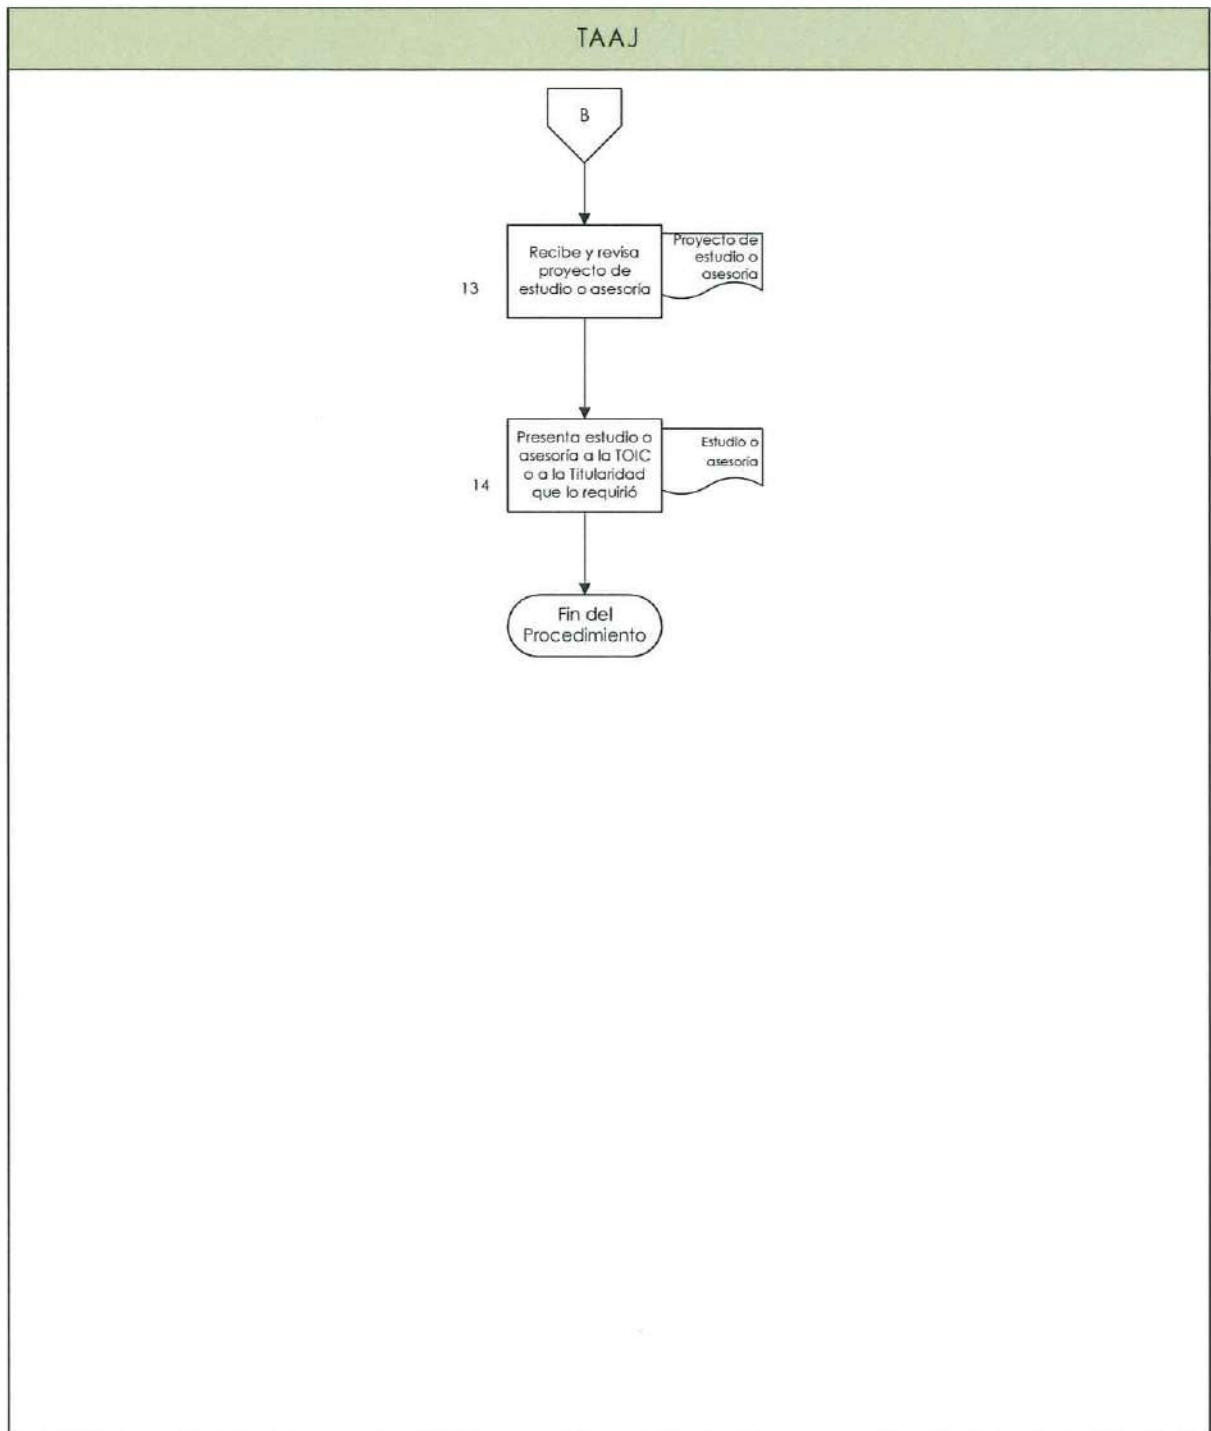 TAAJ
B
13
Recibe y revisa
proyecto de
estudio o asesoría
Proyecto de
estudio o
asesoría
14
Presenta estudio o
asesoría a la TOIC
o a la Titularidad
que lo requirió
Estudio o
asesoría
Fin del
Procedimiento